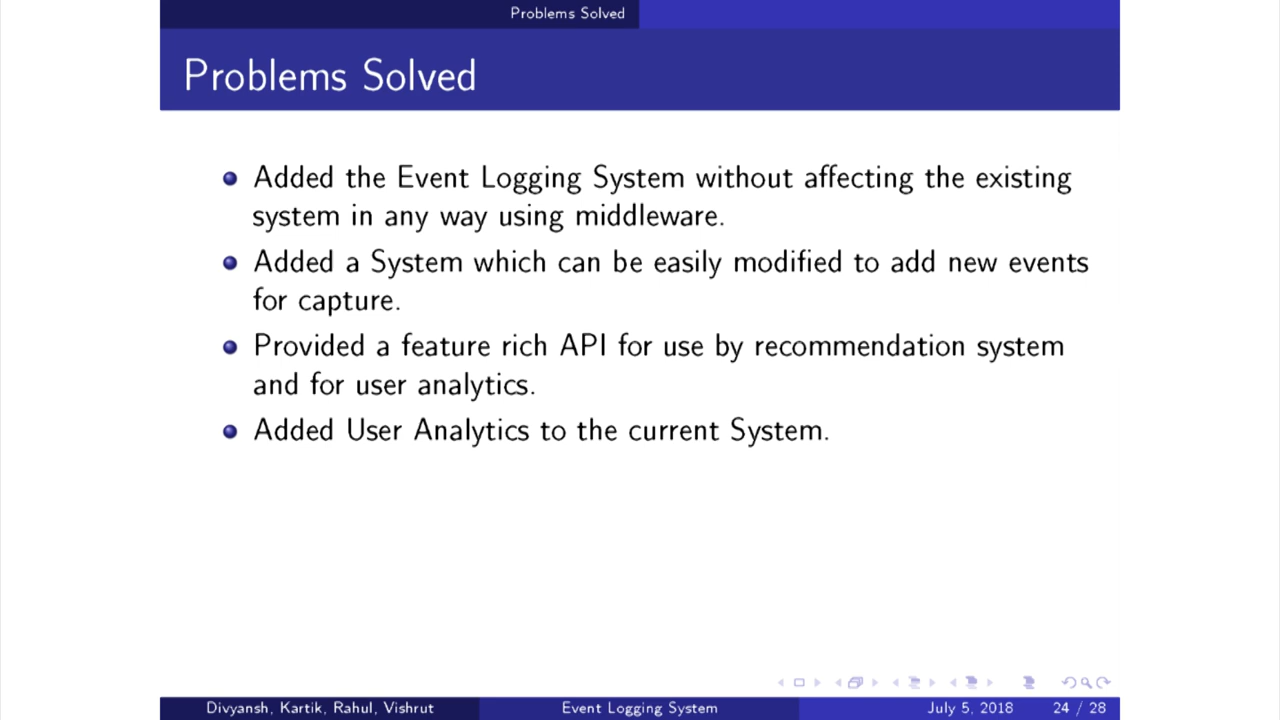 Problems Solved
Problems Solved
Added the Event Logging System without affecting the existing
system in any way using middleware.
Added a System which can be easily modified to add new events
for capture.
Provided a feature rich API for use by recommendation system
and for user analytics.
Added User Analytics to the current System.
Divyansh, Kartik, Rahul, Vishrut Event Logging System July 5, 2018 24 / 28